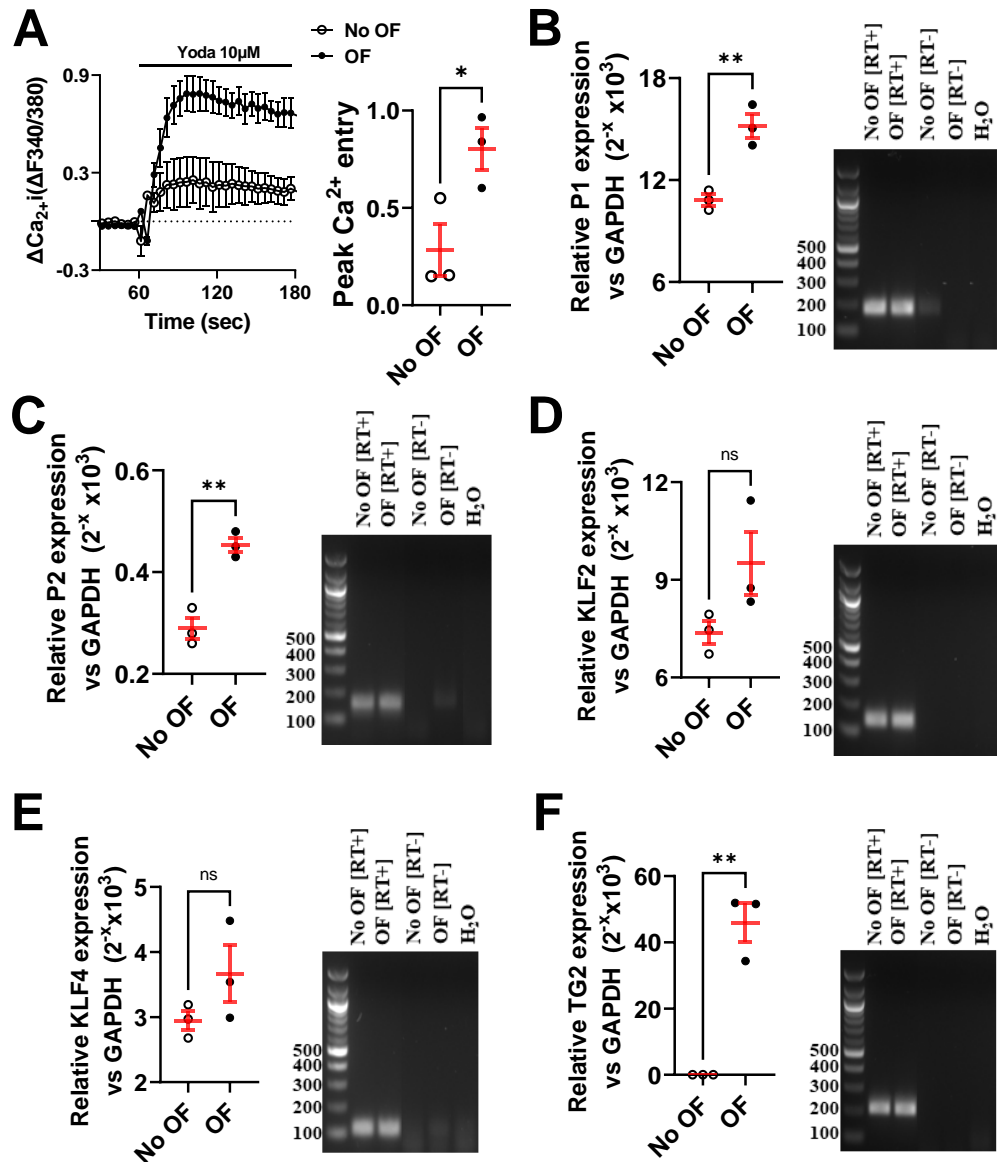 A
Yoda 10µM
No OF
OF
ΔCa2+i(ΔF340/380)
0.9
0.3
-0.3
60
120
180
Time (sec)
*
Peak Ca2+ entry
1.0
0.5
0.0
No OF
OF
B
Relative P1 expression
vs GAPDH (2-x x103)
18
12
6
**
No OF
OF
No OF [RT+]
OF [RT+]
No OF [RT-]
OF [RT-]
H2O
500
400
300
200
100
C
Relative P2 expression
vs GAPDH (2-x x103)
0.6
0.4
0.2
**
No OF
OF
No OF [RT+]
OF [RT+]
No OF [RT-]
OF [RT-]
H2O
500
400
300
200
100
D
Relative KLF2 expression
vs GAPDH (2-x x103)
12
9
6
ns
No OF
OF
No OF [RT+]
OF [RT+]
No OF [RT-]
OF [RT-]
H2O
500
400
300
200
100
E
Relative KLF4 expression
vs GAPDH (2-xx103)
5
4
3
2
ns
No OF
OF
No OF [RT+]
OF [RT+]
No OF [RT-]
OF [RT-]
H2O
500
400
300
200
100
F
Relative TG2 expression
vs GAPDH (2-xx103)
60
40
20
0
**
No OF
OF
No OF [RT+]
OF [RT+]
No OF [RT-]
OF [RT-]
H2O
500
400
300
200
100